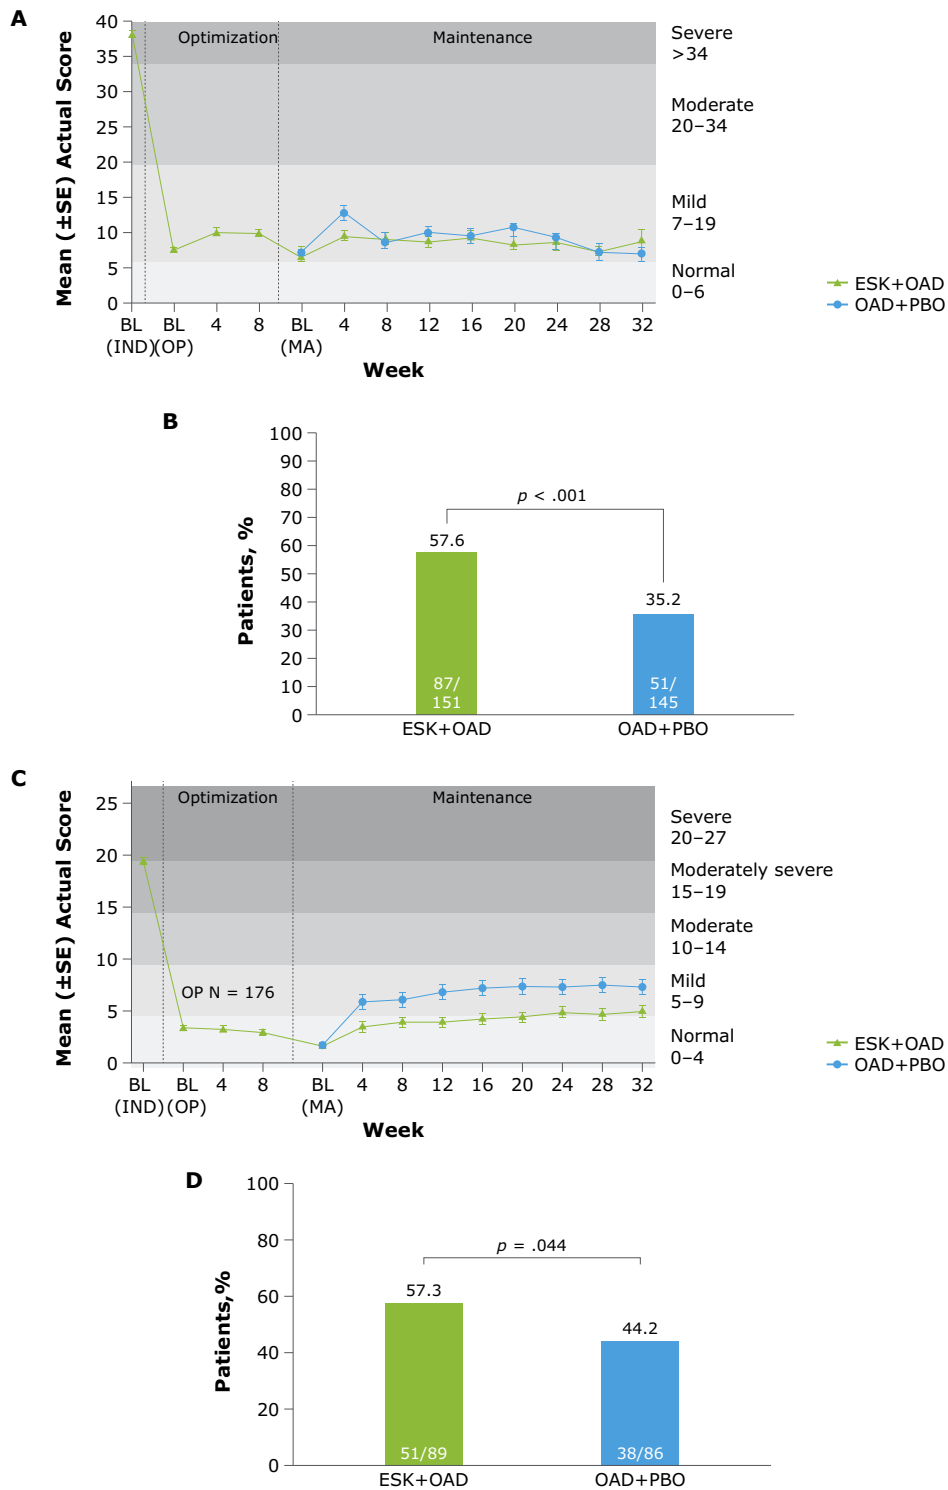 A
Mean (±SE) Actual Score
40
35
30
25
20
15
10
5
0
Optimization
Maintenance
Severe
>34
Moderate
20–34
Mild
7–19
Normal
0–6
ESK+OAD
OAD+PBO
BL BL 4 8 BL 4 8 12 16 20 24 28 32
(IND) (OP) (MA)
Week
B
Patients, %
100
90
80
70
60
50
40
30
20
10
0
p < .001
57.6
35.2
87/
151
51/
145
ESK+OAD OAD+PBO
C
Mean (±SE) Actual Score
25
20
15
10
5
0
Optimization
Maintenance
OP N = 176
Severe
20–27
Moderately severe
15–19
Moderate
10–14
Mild
5–9
Normal
0–4
ESK+OAD
OAD+PBO
BL BL 4 8 BL 4 8 12 16 20 24 28 32
(IND) (OP) (MA)
Week
D
Patients,%
100
80
60
40
20
0
p = .044
57.3
44.2
51/89
38/86
ESK+OAD OAD+PBO